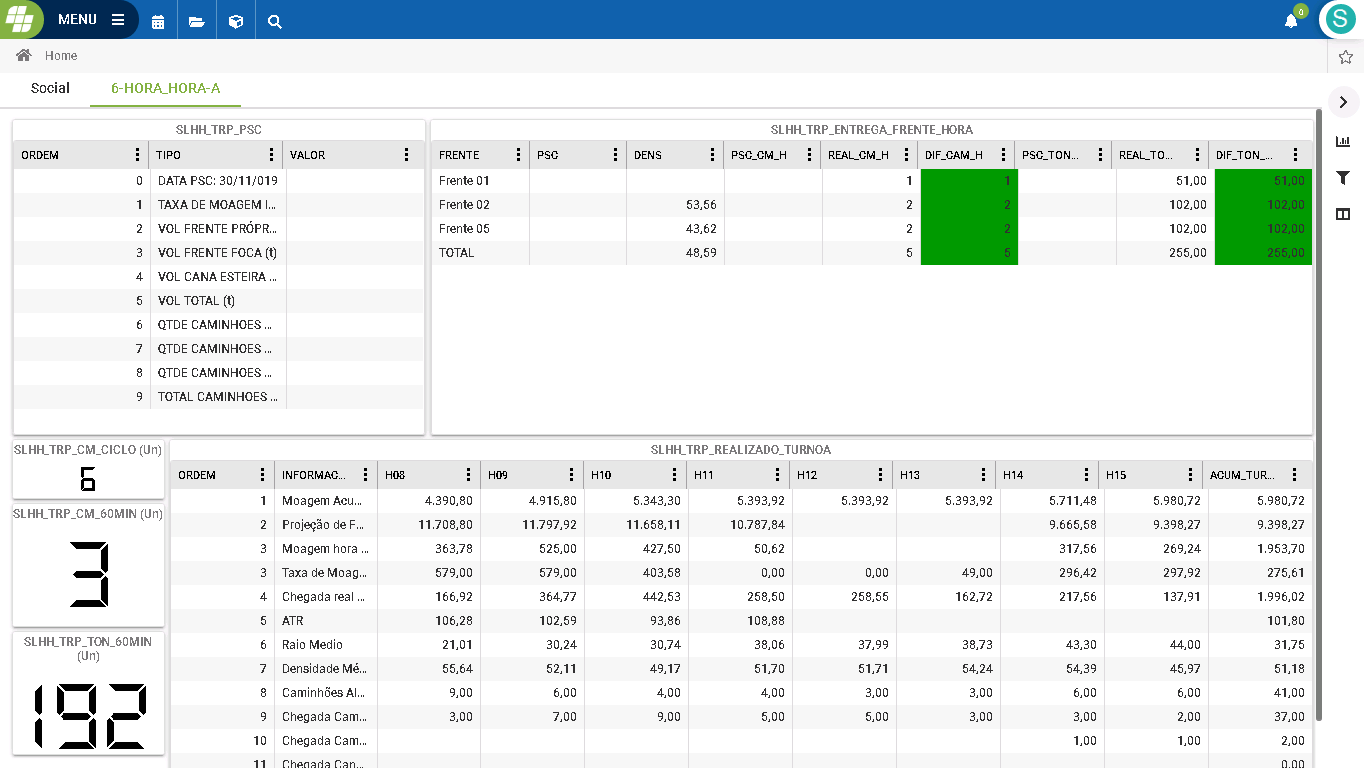 MENU
0
S
Home
Social 6-HORA_HORA-A
SLHH_TRP_PSC
ORDEM TIPO VALOR
0 DATA PSC: 30/11/019
1 TAXA DE MOAGEM I...
2 VOL FRENTE PRÓPR...
3 VOL FRENTE FOCA (t)
4 VOL CANA ESTEIRA ...
5 VOL TOTAL (t)
6 QTDE CAMINHOES ...
7 QTDE CAMINHOES ...
8 QTDE CAMINHOES ...
9 TOTAL CAMINHOES ...
SLHH_TRP_ENTREGA_FRENTE_HORA
FRENTE PSC DENS PSC_CM_H REAL_CM_H DIF_CAM_H PSC_TON... REAL_TO... DIF_TON_...
Frente 01 1 1 51,00 51,00
Frente 02 53,56 2 2 102,00 102,00
Frente 05 43,62 2 2 102,00 102,00
TOTAL 48,59 5 5 255,00 255,00
SLHH_TRP_CM_CICLO (Un)
6
SLHH_TRP_CM_60MIN (Un)
3
SLHH_TRP_TON_60MIN
(Un)
192
SLHH_TRP_REALIZADO_TURNOA
ORDEM INFORMAC... H08 H09 H10 H11 H12 H13 H14 H15 ACUM_TUR...
1 Moagem Acu... 4.390,80 4.915,80 5.343,30 5.393,92 5.393,92 5.393,92 5.711,48 5.980,72 5.980,72
2 Projeção de F... 11.708,80 11.797,92 11.658,11 10.787,84 9.665,58 9.398,27 9.398,27
3 Moagem hora ... 363,78 525,00 427,50 50,62 317,56 269,24 1.953,70
3 Taxa de Moag... 579,00 579,00 403,58 0,00 0,00 49,00 296,42 297,92 275,61
4 Chegada real ... 166,92 364,77 442,53 258,50 258,55 162,72 217,56 137,91 1.996,02
5 ATR 106,28 102,59 93,86 108,88 101,80
6 Raio Medio 21,01 30,24 30,74 38,06 37,99 38,73 43,30 44,00 31,75
7 Densidade Mé... 55,64 52,11 49,17 51,70 51,71 54,24 54,39 45,97 51,18
8 Caminhões Al... 9,00 6,00 4,00 4,00 3,00 3,00 6,00 6,00 41,00
9 Chegada Cam... 3,00 7,00 9,00 5,00 5,00 3,00 3,00 2,00 37,00
10 Chegada Cam... 1,00 1,00 2,00
11 Chegada Can... 0,00